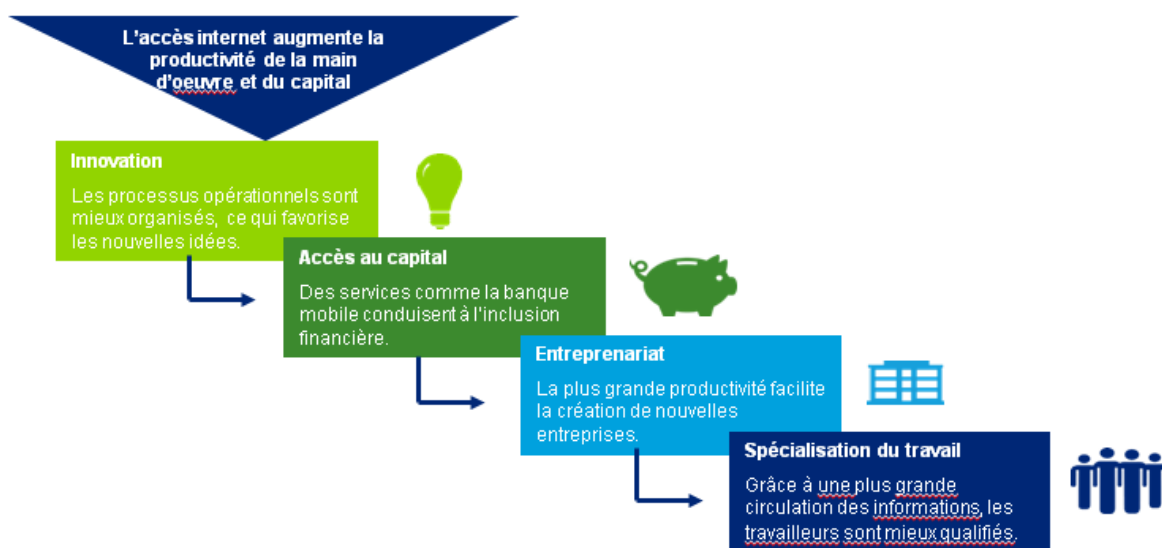 L'accès internet augmente la
productivité de la main
d'oeuvre et du capital
Innovation
Les processus opérationnels sont
mieux organisés, ce qui favorise
les nouvelles idées.
Accès au capital
Des services comme la banque
mobile conduisent à l'inclusion
financière.
Entreprenariat
La plus grande productivité facilite
la création de nouvelles
entreprises.
Spécialisation du travail
Grâce à une plus grande
circulation des informations, les
travailleurs sont mieux qualifiés.